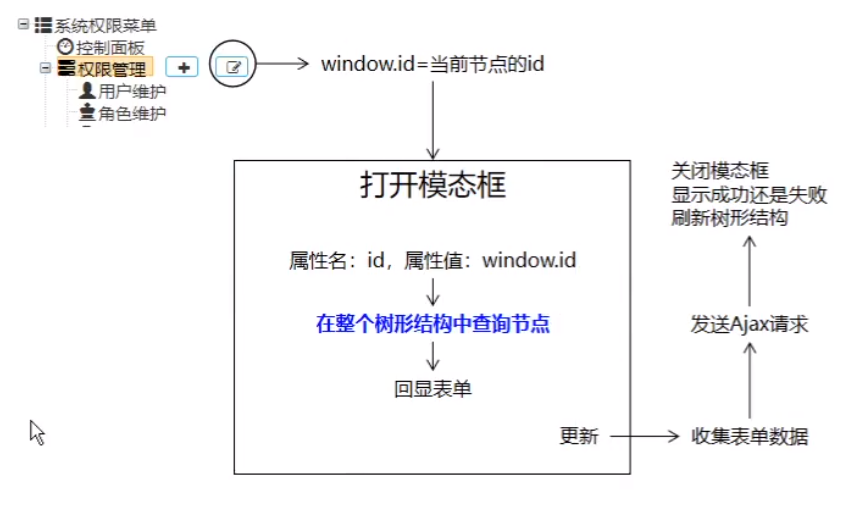 系统权限菜单
控制面板
权限管理
用户维护
角色维护
window.id=当前节点的id
打开模态框
属性名：id，属性值：window.id
在整个树形结构中查询节点
回显表单
更新
收集表单数据
发送Ajax请求
关闭模态框
显示成功还是失败
刷新树形结构